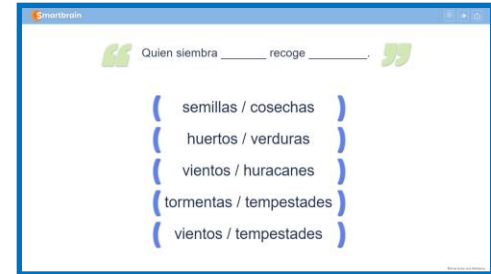 Smartbrain
Quien siembra _______ recoge _________.
( semillas / cosechas )
( huertos / verduras )
( vientos / huracanes )
( tormentas / tempestades )
( vientos / tempestades )